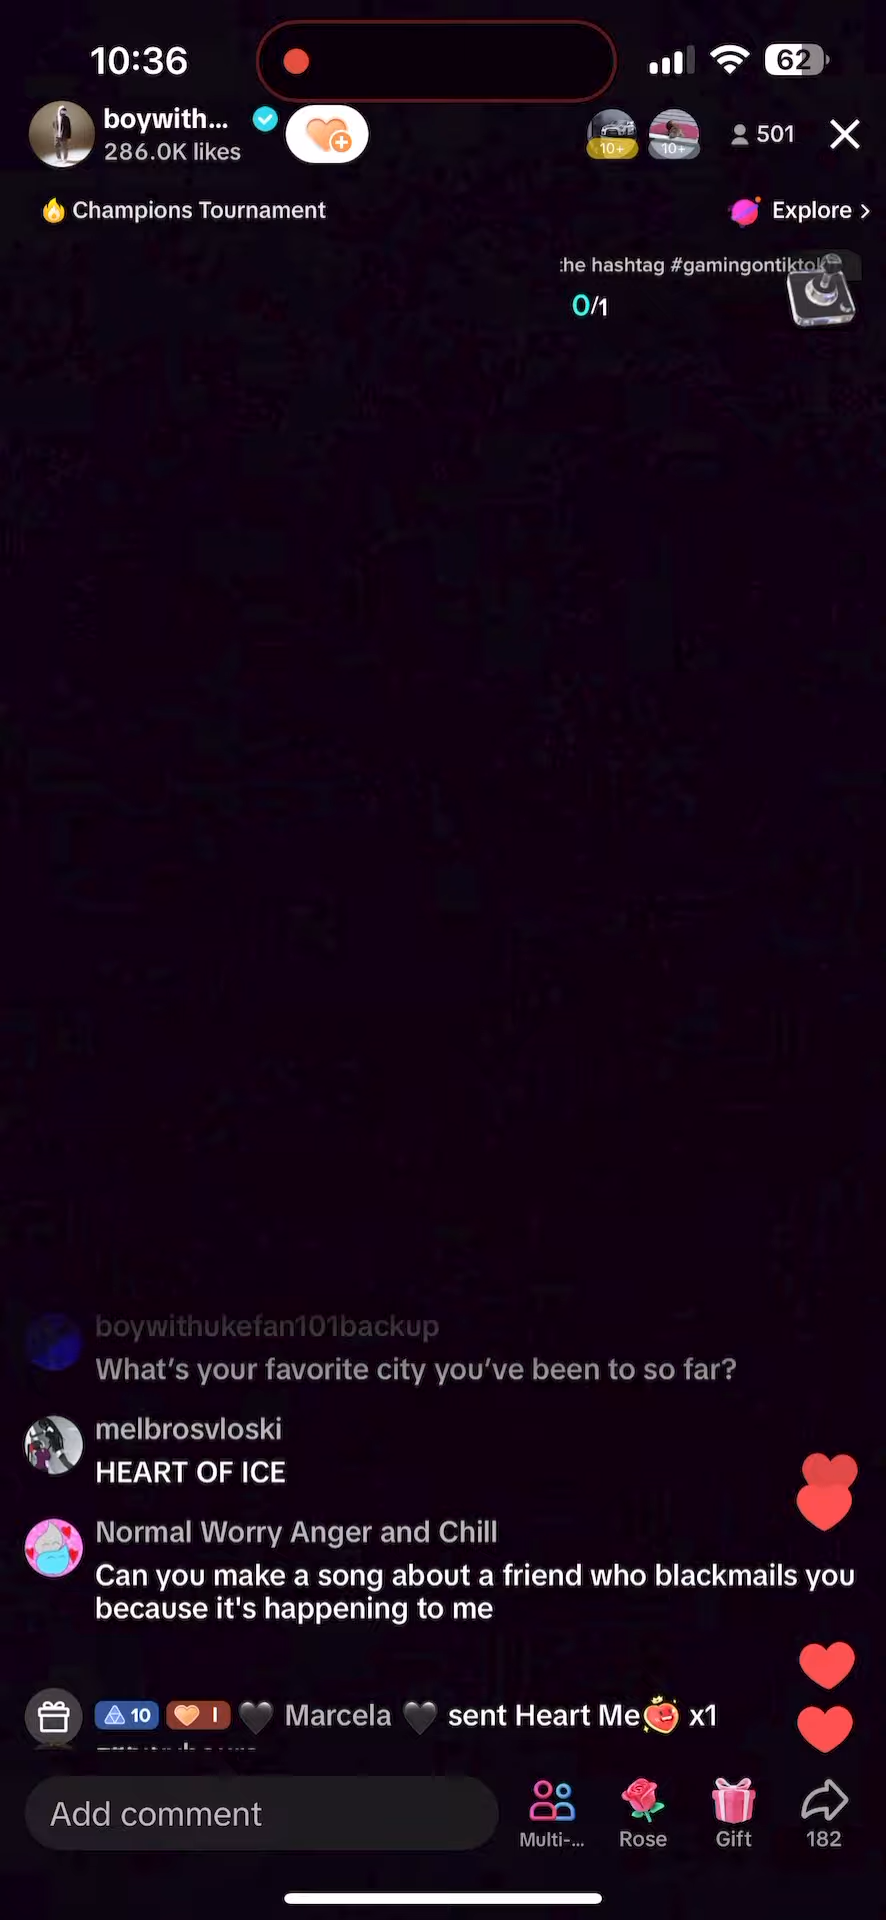 10:36
62
boywith...
286.0K likes
10+
10+
501
Champions Tournament
Explore >
he hashtag #gamingontiktok
0/1
boywithukefan101backup
What's your favorite city you've been to so far?
melbrosvloski
HEART OF ICE
Normal Worry Anger and Chill
Can you make a song about a friend who blackmails you
because it's happening to me
10 I 🖤 Marcela 🖤 sent Heart Me x1
Add comment
Multi-...
Rose
Gift
182